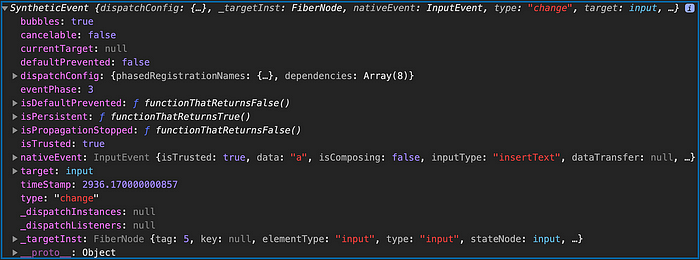 SyntheticEvent {dispatchConfig: {…}, _targetInst: FiberNode, nativeEvent: InputEvent, type: "change", target: input, …} i
bubbles: true
cancelable: false
currentTarget: null
defaultPrevented: false
dispatchConfig: {phasedRegistrationNames: {…}, dependencies: Array(8)}
eventPhase: 3
isDefaultPrevented: ƒ functionThatReturnsFalse()
isPersistent: ƒ functionThatReturnsTrue()
isPropagationStopped: ƒ functionThatReturnsFalse()
isTrusted: true
nativeEvent: InputEvent {isTrusted: true, data: "a", isComposing: false, inputType: "insertText", dataTransfer: null, …}
target: input
timeStamp: 2936.170000000857
type: "change"
_dispatchInstances: null
_dispatchListeners: null
_targetInst: FiberNode {tag: 5, key: null, elementType: "input", type: "input", stateNode: input, …}
__proto__: Object